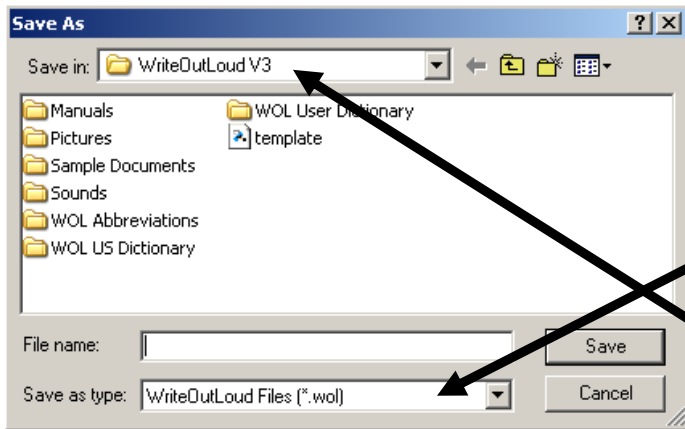 Save As
Save in: WriteOutLoud V3
Manuals WOL User Dictionary
Pictures template
Sample Documents
Sounds
WOL Abbreviations
WOL US Dictionary
File name: Save
Save as type: WriteOutLoud Files (*.wol) Cancel